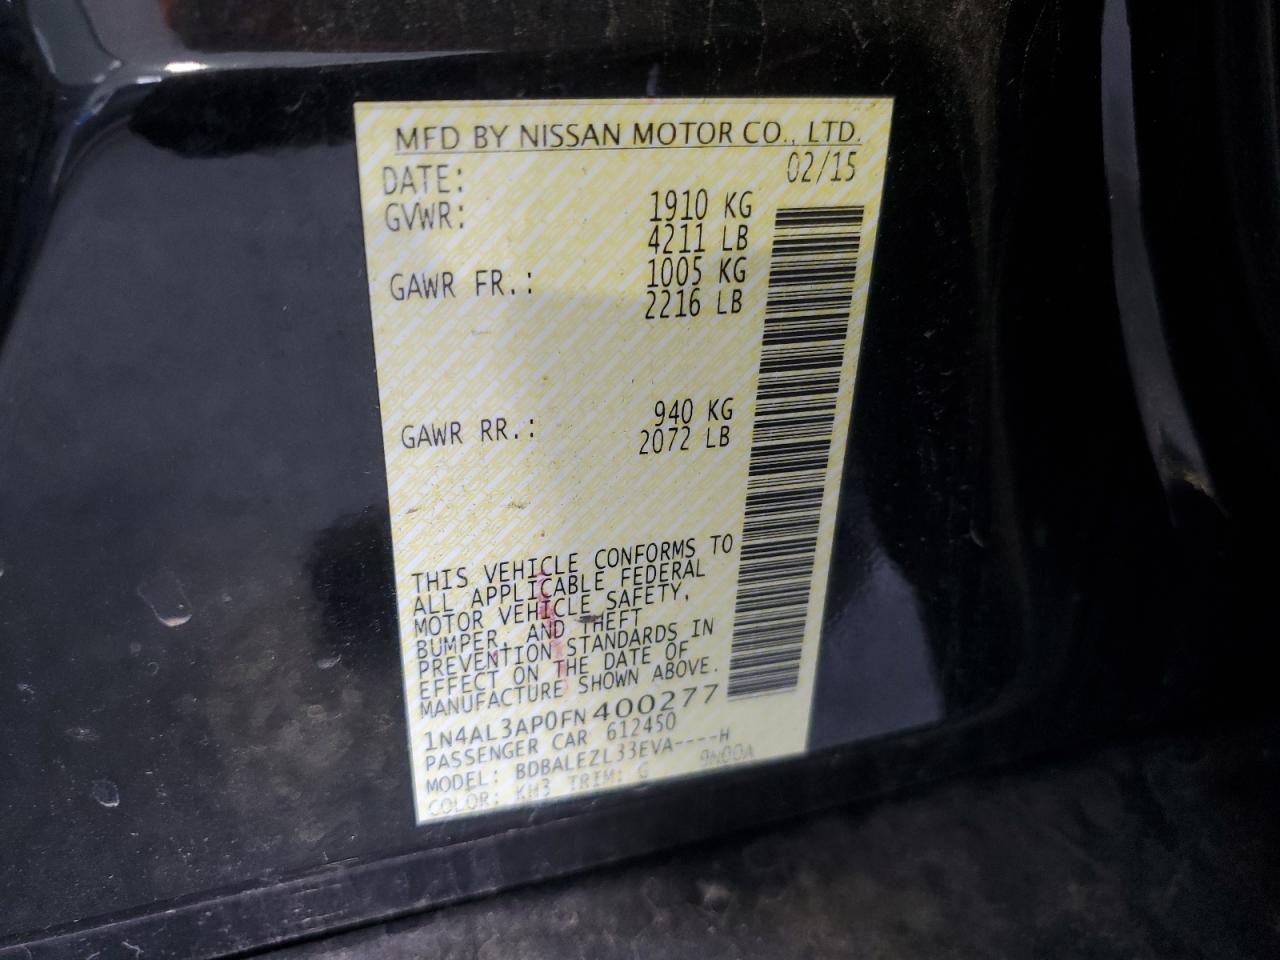 MFD BY NISSAN MOTOR CO., LTD.
DATE: 02/15
GVWR: 1910 KG
4211 LB
GAWR FR.: 1005 KG
2216 LB
GAWR RR.: 940 KG
2072 LB
THIS VEHICLE CONFORMS TO
ALL APPLICABLE FEDERAL
MOTOR VEHICLE SAFETY,
BUMPER, AND THEFT
PREVENTION STANDARDS IN
EFFECT ON THE DATE OF
MANUFACTURE SHOWN ABOVE.
1N4AL3AP0FN400277
PASSENGER CAR 612450
MODEL: BDBALEZL33EVA----H
COLOR: KH3 TRIM: G 9N00A